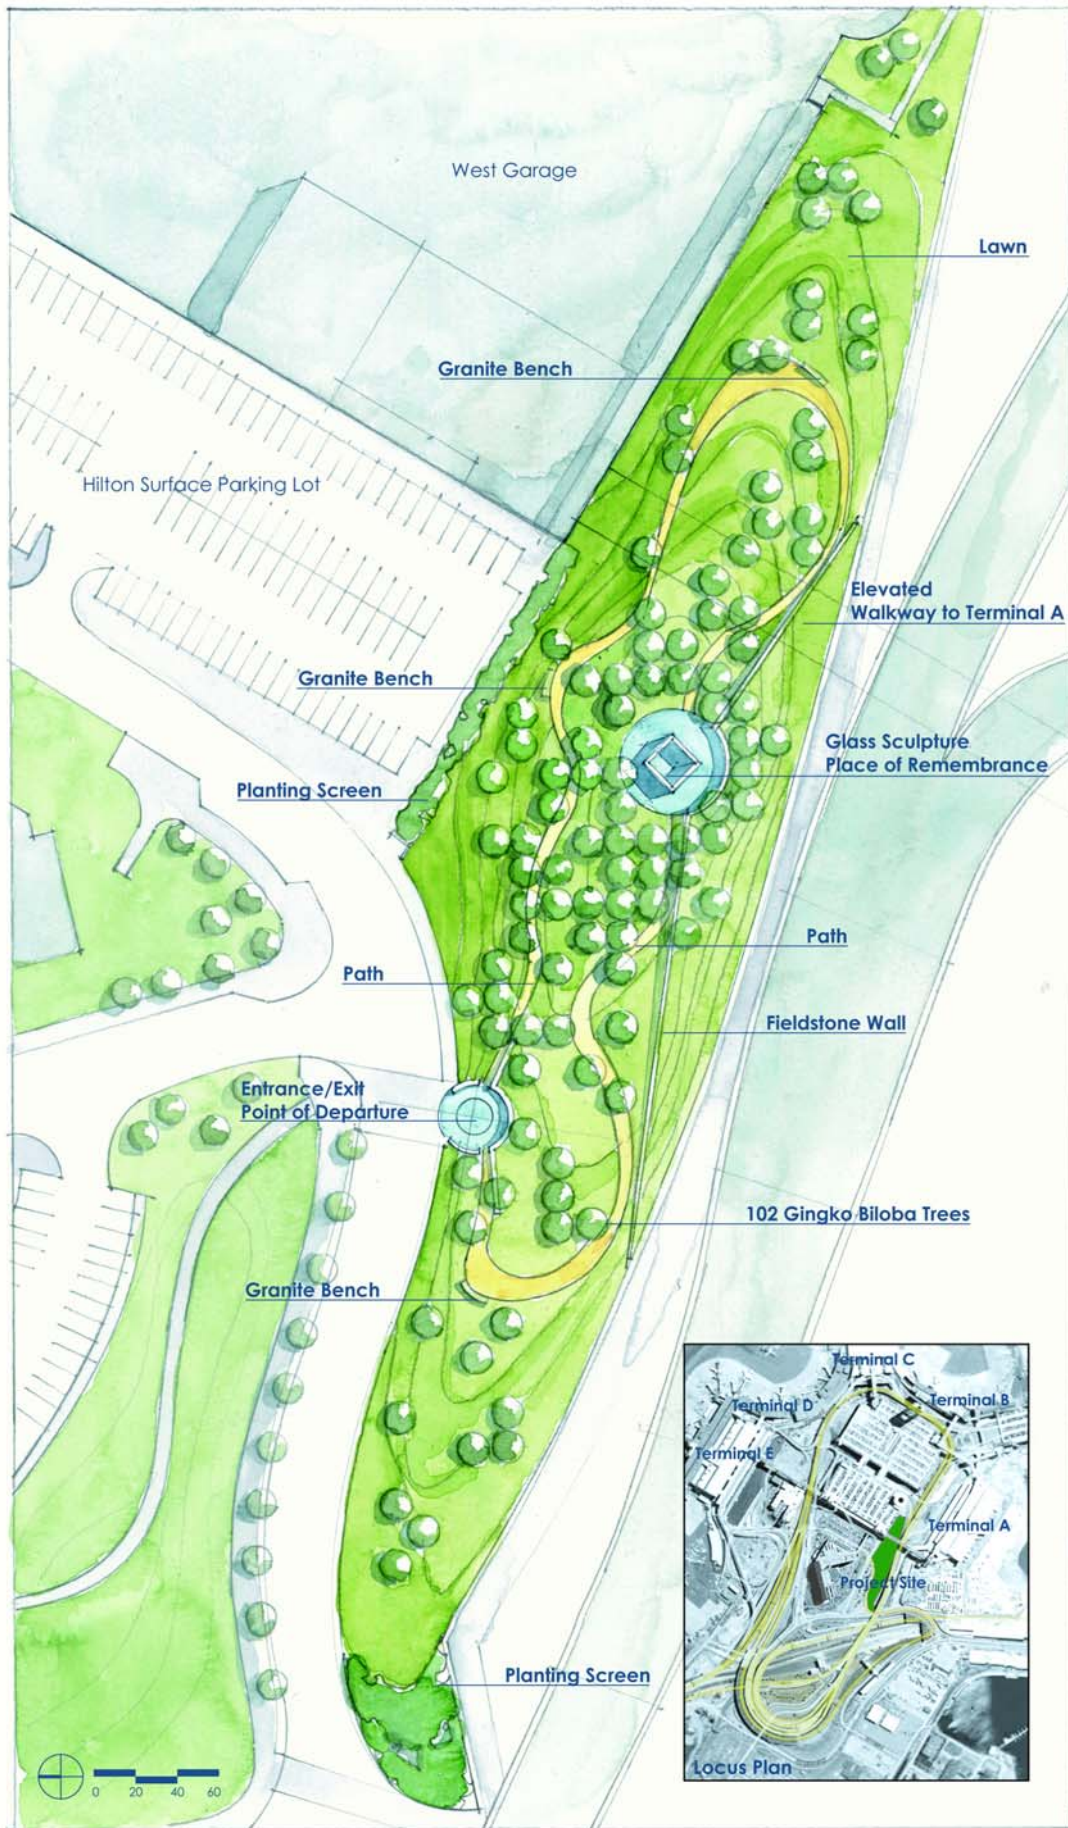 West Garage
Lawn
Granite Bench
Hilton Surface Parking Lot
Elevated
Walkway to Terminal A
Granite Bench
Glass Sculpture
Place of Remembrance
Planting Screen
Path
Path
Fieldstone Wall
Entrance/Exit
Point of Departure
102 Gingko Biloba Trees
Granite Bench
Terminal C
Terminal B
Terminal D
Terminal E
Terminal A
Project Site
Planting Screen
Locus Plan
0 20 40 60